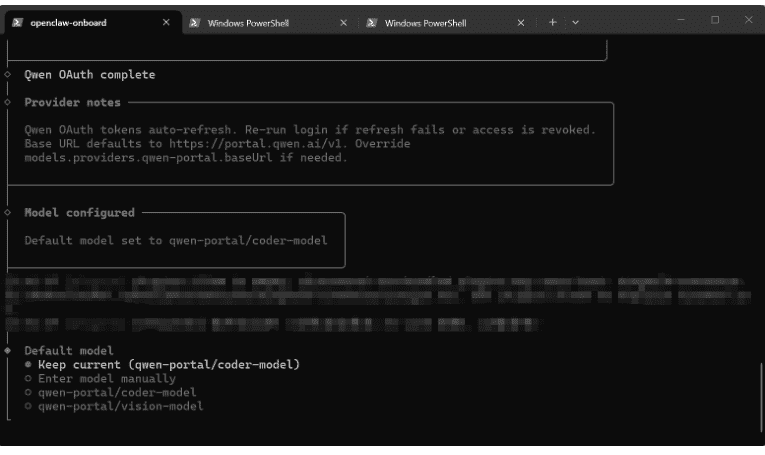 openclaw-onboard
Windows PowerShell
Windows PowerShell
Qwen OAuth complete
Provider notes
Qwen OAuth tokens auto-refresh. Re-run login if refresh fails or access is revoked.
Base URL defaults to https://portal.qwen.ai/v1. Override
models.providers.qwen-portal.baseUrl if needed.
Model configured
Default model set to qwen-portal/coder-model
Default model
Keep current (qwen-portal/coder-model)
Enter model manually
qwen-portal/coder-model
qwen-portal/vision-model